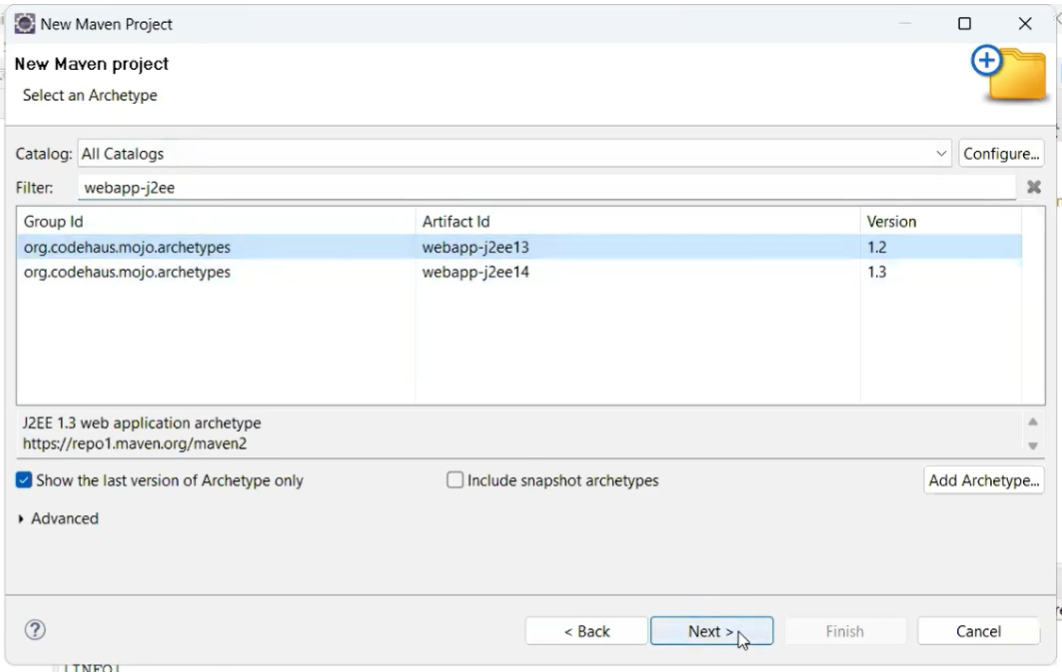 New Maven Project
New Maven project
Select an Archetype
Catalog: All Catalogs Configure...
Filter: webapp-j2ee
Group Id Artifact Id Version
org.codehaus.mojo.archetypes webapp-j2ee13 1.2
org.codehaus.mojo.archetypes webapp-j2ee14 1.3
J2EE 1.3 web application archetype
https://repo1.maven.org/maven2
Show the last version of Archetype only Include snapshot archetypes Add Archetype...
Advanced
< Back Next > Finish Cancel